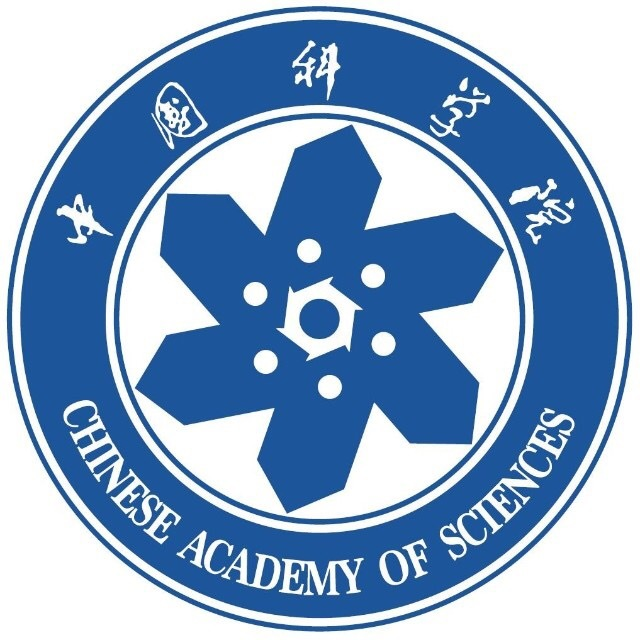 中国科学院
CHINESE ACADEMY OF SCIENCES